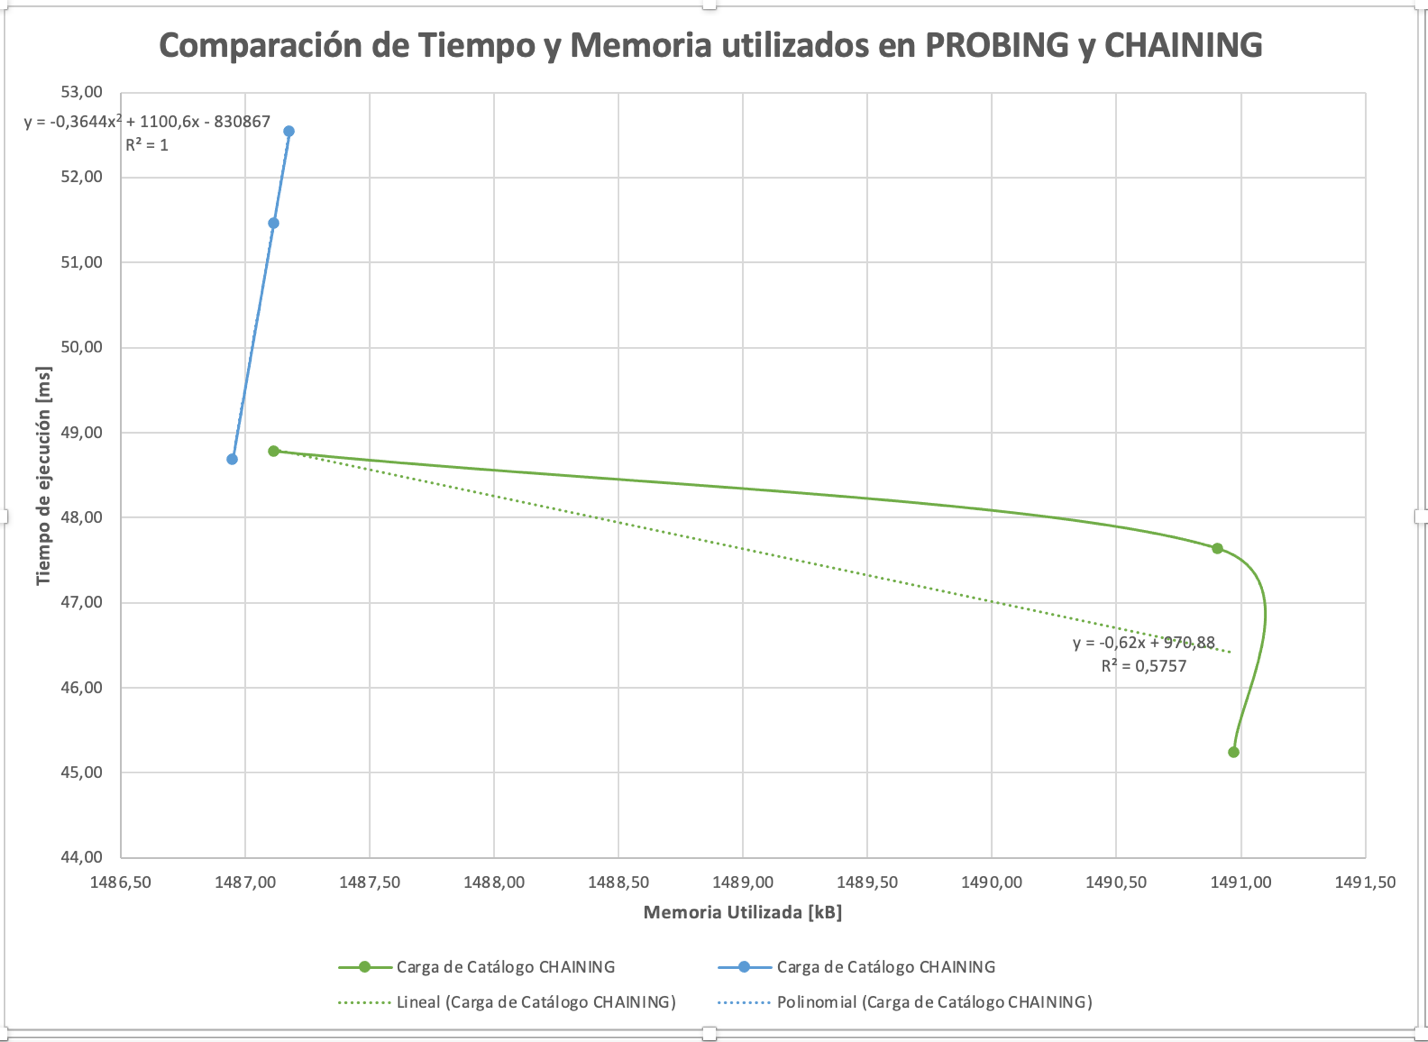 Comparación de Tiempo y Memoria utilizados en PROBING y CHAINING
53,00
y = -0,3644x² + 1100,6x - 830867
R² = 1
52,00
51,00
50,00
49,00
48,00
47,00
46,00
45,00
44,00
Tiempo de ejecución [ms]
y = -0,62x + 970,88
R² = 0,5757
1486,50 1487,00 1487,50 1488,00 1488,50 1489,00 1489,50 1490,00 1490,50 1491,00 1491,50
Memoria Utilizada [kB]
Carga de Catálogo CHAINING Carga de Catálogo CHAINING
Lineal (Carga de Catálogo CHAINING) Polinomial (Carga de Catálogo CHAINING)